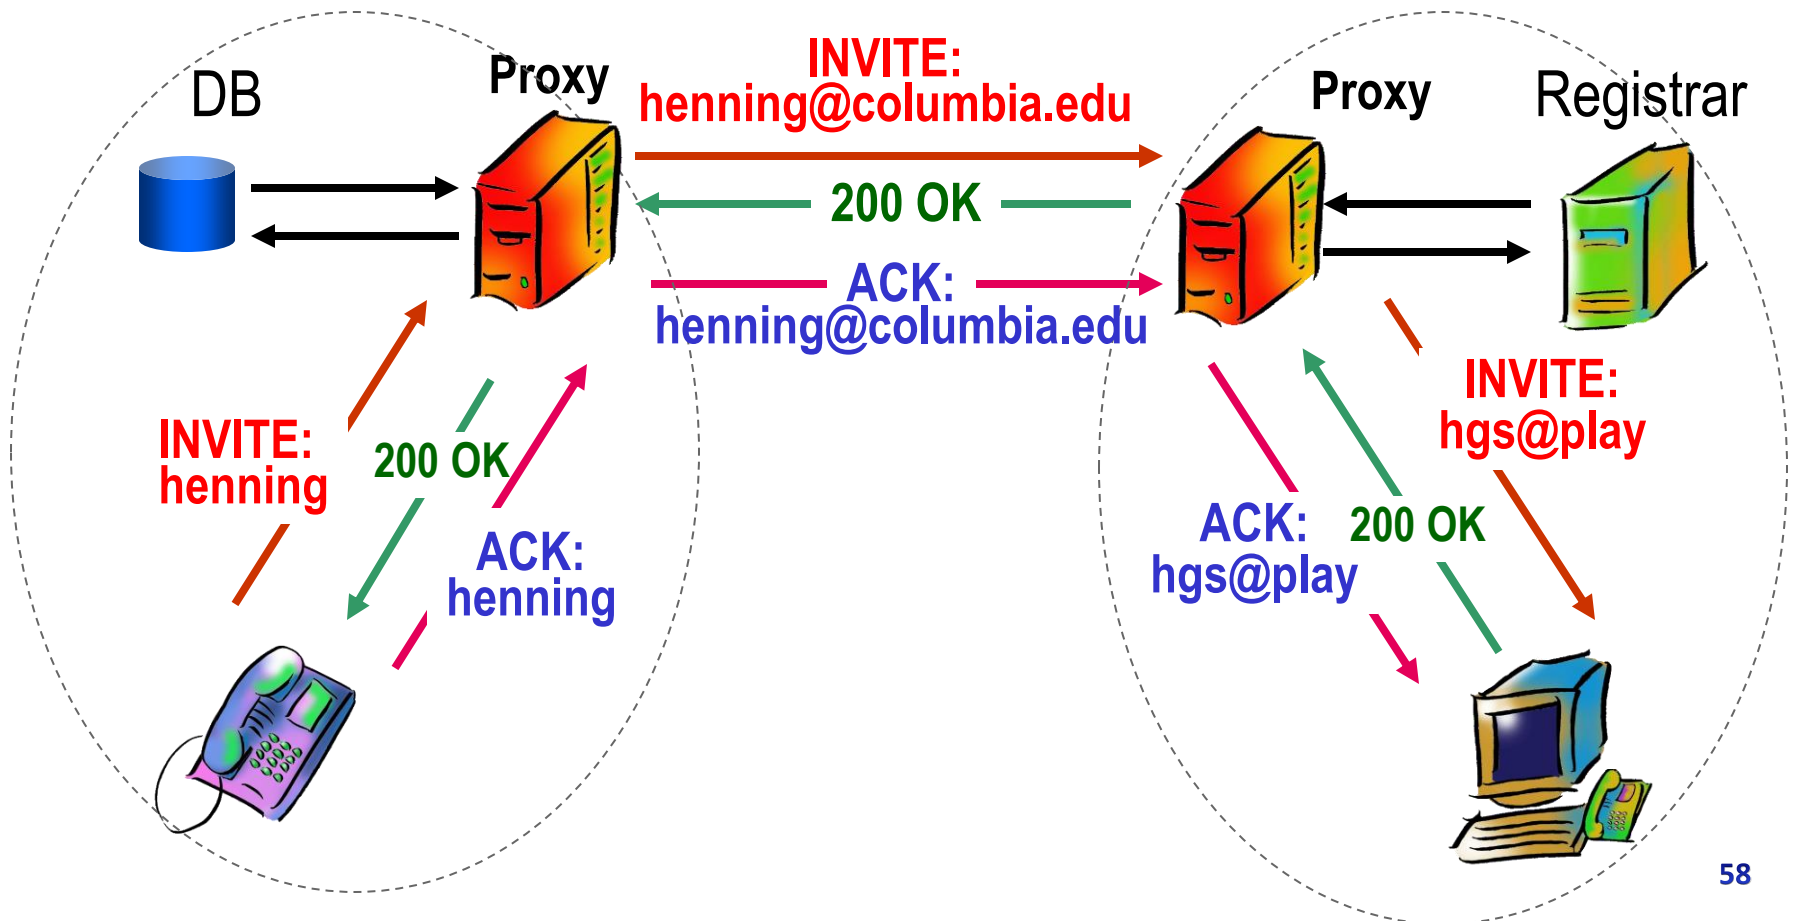 DB
Proxy
INVITE:
henning@columbia.edu
Proxy
Registrar
200 OK
ACK:
henning@columbia.edu
INVITE:
henning
200 OK
ACK:
henning
INVITE:
hgs@play
ACK:
hgs@play
200 OK
58